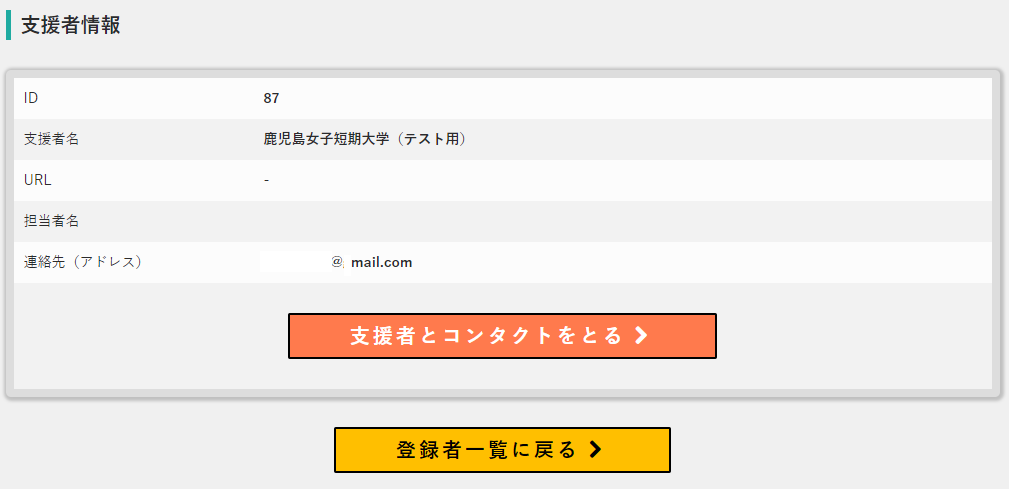 支援者情報
ID 87
支援者名 鹿児島女子短期大学（テスト用）
URL -
担当者名
連絡先（アドレス） @ mail.com
支援者とコンタクトをとる
登録者一覧に戻る